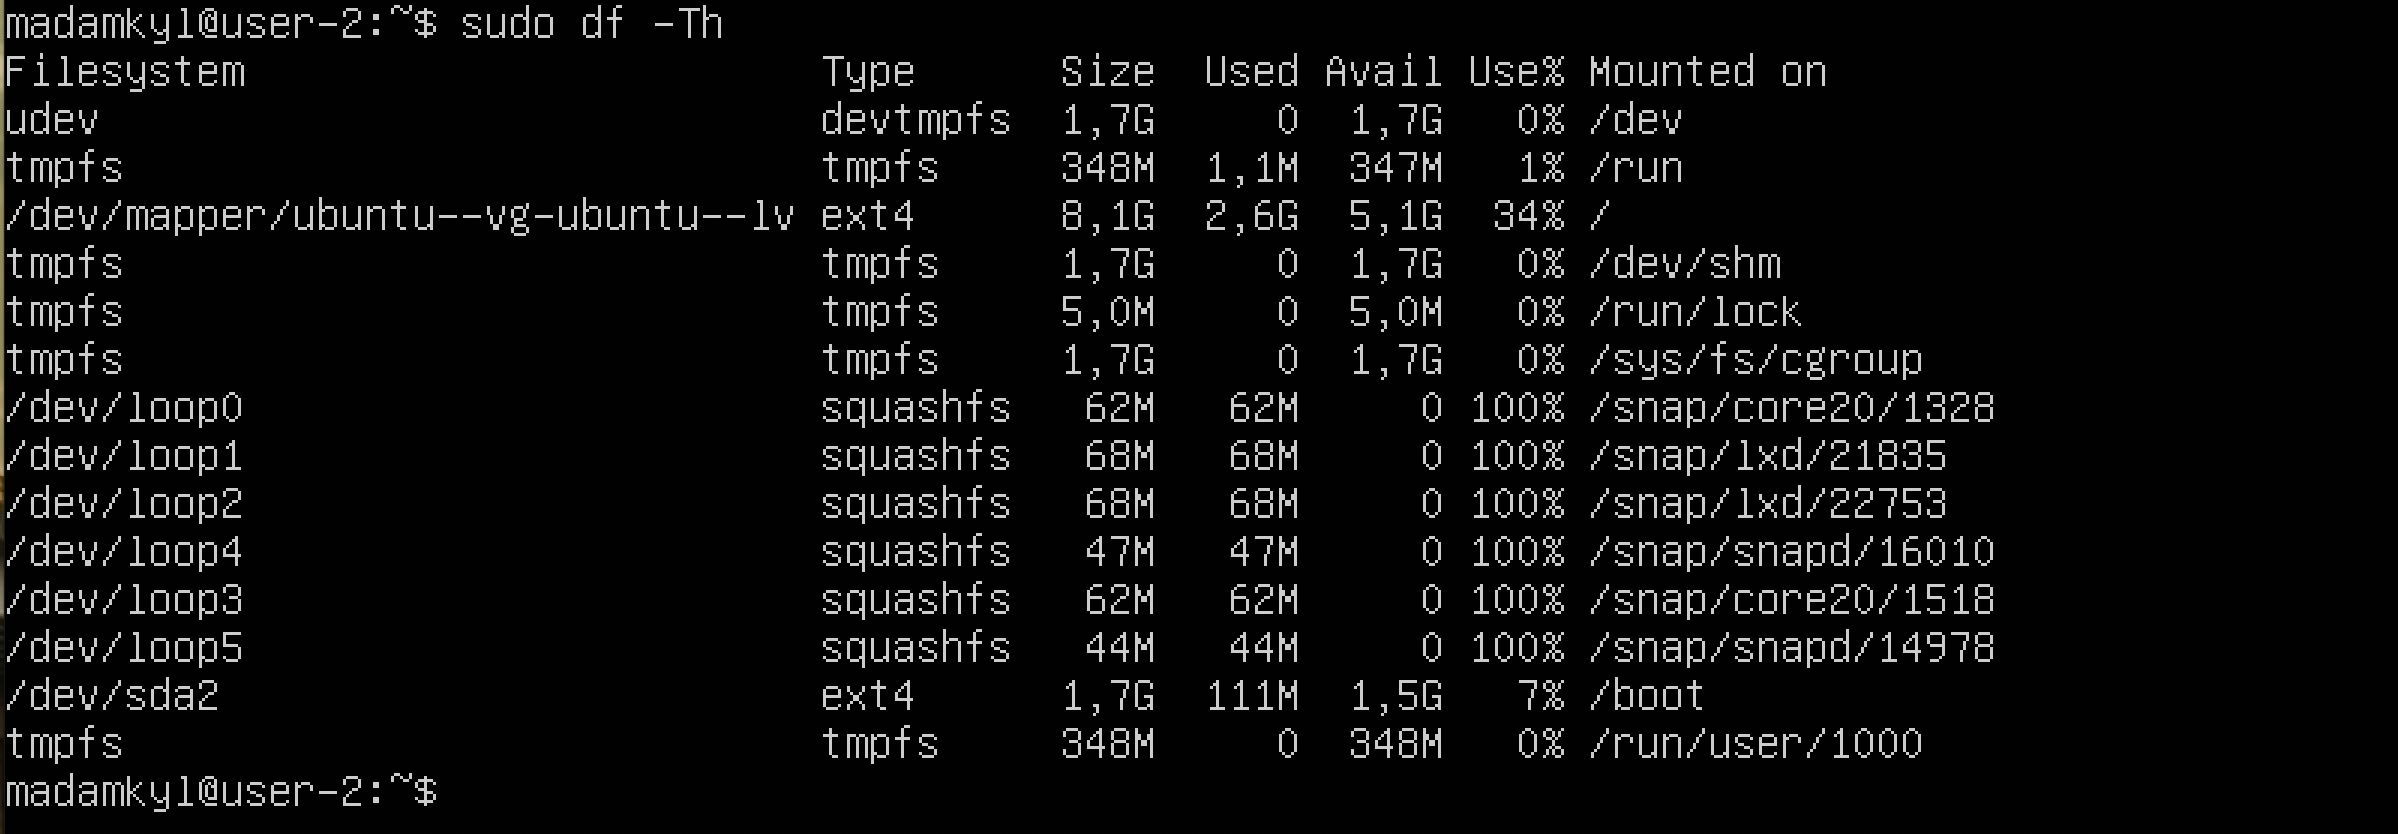 madamkyl@user-2:~$ sudo df -Th
Filesystem                        Type      Size  Used Avail Use% Mounted on
udev                              devtmpfs  1,7G     0  1,7G   0% /dev
tmpfs                             tmpfs     348M  1,1M  347M   1% /run
/dev/mapper/ubuntu--vg-ubuntu--lv ext4      8,1G  2,6G  5,1G  34% /
tmpfs                             tmpfs     1,7G     0  1,7G   0% /dev/shm
tmpfs                             tmpfs     5,0M     0  5,0M   0% /run/lock
tmpfs                             tmpfs     1,7G     0  1,7G   0% /sys/fs/cgroup
/dev/loop0                        squashfs   62M   62M     0 100% /snap/core20/1328
/dev/loop1                        squashfs   68M   68M     0 100% /snap/lxd/21835
/dev/loop2                        squashfs   68M   68M     0 100% /snap/lxd/22753
/dev/loop4                        squashfs   47M   47M     0 100% /snap/snapd/16010
/dev/loop3                        squashfs   62M   62M     0 100% /snap/core20/1518
/dev/loop5                        squashfs   44M   44M     0 100% /snap/snapd/14978
/dev/sda2                         ext4      1,7G  111M  1,5G   7% /boot
tmpfs                             tmpfs     348M     0  348M   0% /run/user/1000
madamkyl@user-2:~$